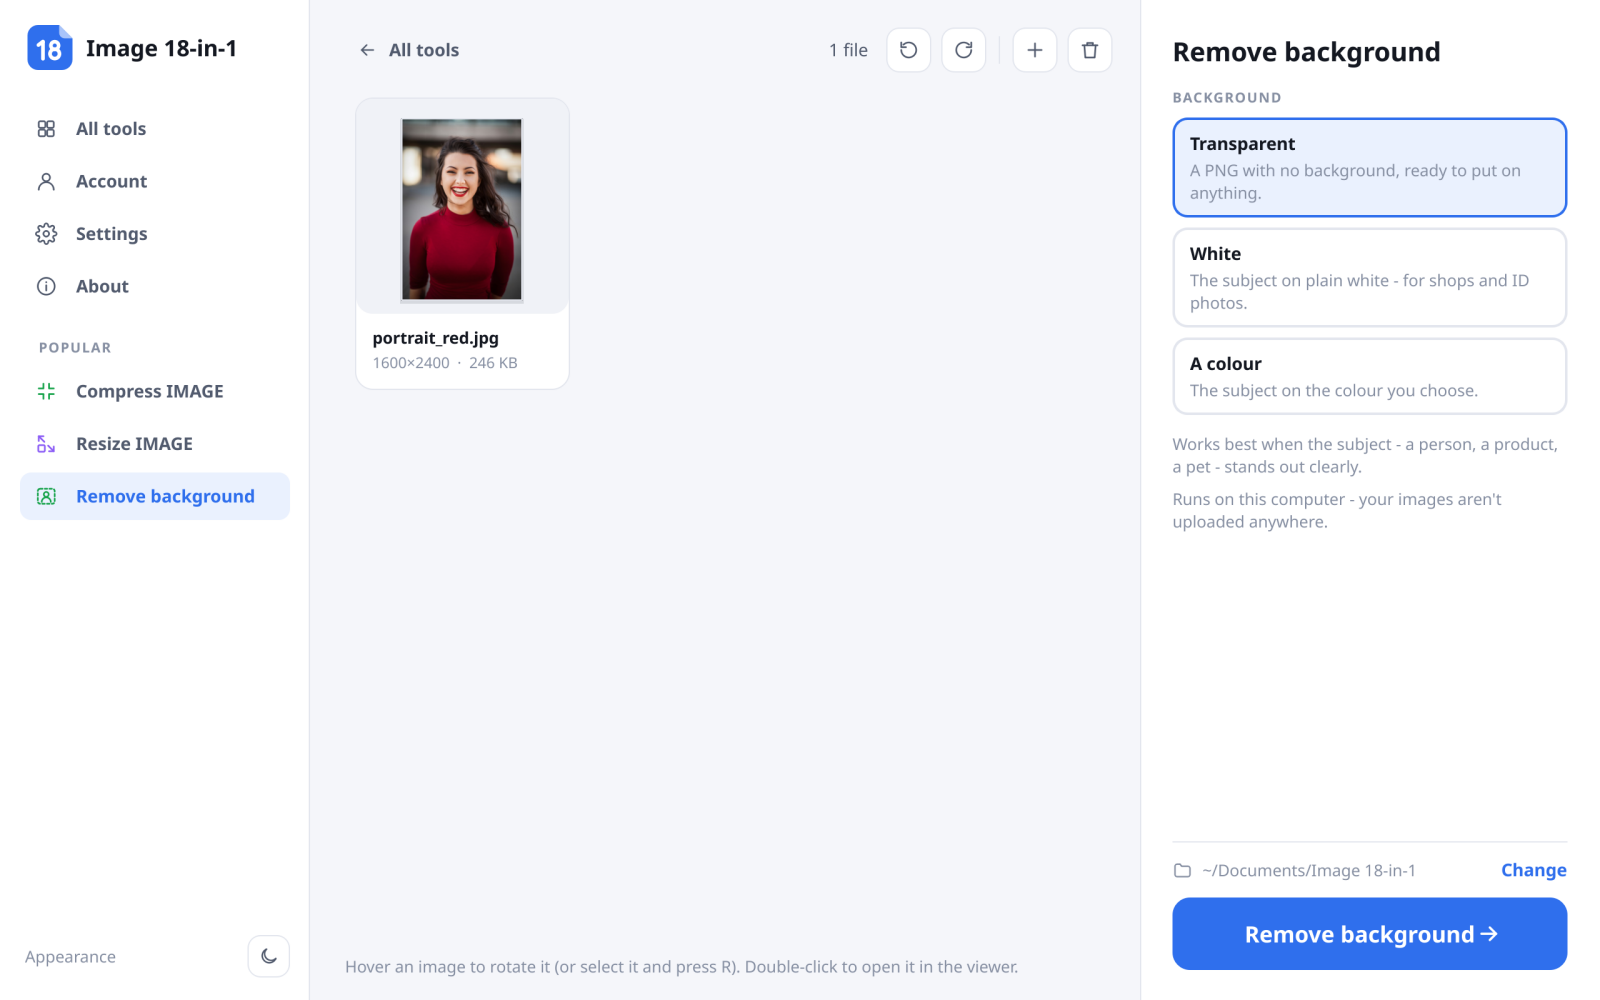 18
Image 18-in-1
All tools
Account
Settings
About
POPULAR
Compress IMAGE
Resize IMAGE
Remove background
Appearance
All tools
1 file
portrait_red.jpg
1600×2400 · 246 KB
Hover an image to rotate it (or select it and press R). Double-click to open it in the viewer.
Remove background
BACKGROUND
Transparent
A PNG with no background, ready to put on
anything.
White
The subject on plain white - for shops and ID
photos.
A colour
The subject on the colour you choose.
Works best when the subject - a person, a product,
a pet - stands out clearly.
Runs on this computer - your images aren't
uploaded anywhere.
~/Documents/Image 18-in-1
Change
Remove background